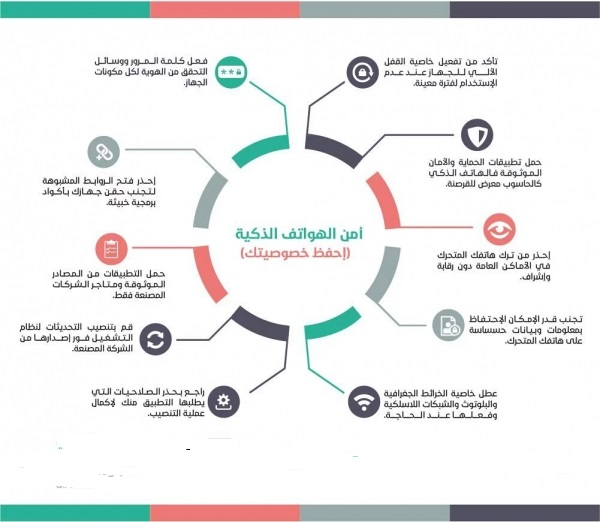 تأكد من تفعيل خاصية القفل
الآلي للجهاز عند عدم
الإستخدام لفترة معينة.
حمل تطبيقات الحماية والأمان
الموثوقة فالهاتف الذكي
كالحاسوب معرض للقرصنة.
إحذر من ترك هاتفك المتحرك
في الأماكن العامة دون رقابة
وإشراف.
تجنب قدر الإمكان الإحتفاظ
بمعلومات وبيانات حسساسة
على هاتفك المتحرك.
عطل خاصية الخرائط الجغرافية
والبلوتوث والشبكات اللاسلكية
وفعلها عند الحاجة.
فعل كلمة المرور ووسائل
التحقق من الهوية لكل مكونات
الجهاز.
إحذر فتح الروابط المشبوهة
لتجنب حقن جهازك بأكواد
برمجية خبيثة.
أمن الهواتف الذكية
(إحفظ خصوصيتك)
حمل التطبيقات من المصادر
الموثوقة ومتاجر الشركات
المصنعة فقط.
قم بتنصيب التحديثات لنظام
التشغيل فور إصدارها من
الشركة المصنعة.
راجع بحذر الصلاحيات التي
يطلبها التطبيق منك لإكمال
عملية التنصيب.